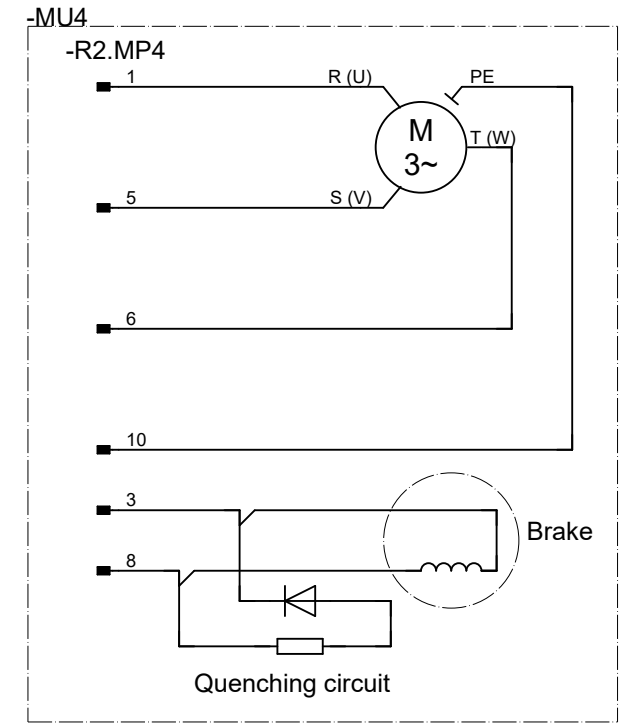 -MU4
-R2.MP4
1
R (U)
PE
M
3~
T (W)
5
S (V)
6
10
3
Brake
8
Quenching circuit